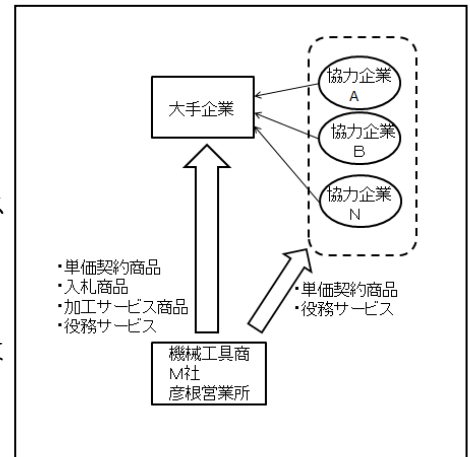 大手企業
協力企業
A
協力企業
B
協力企業
N
・単価契約商品
・入札商品
・加工サービス商品
・役務サービス
・単価契約商品
・役務サービス
機械工具商
M社
彦根営業所